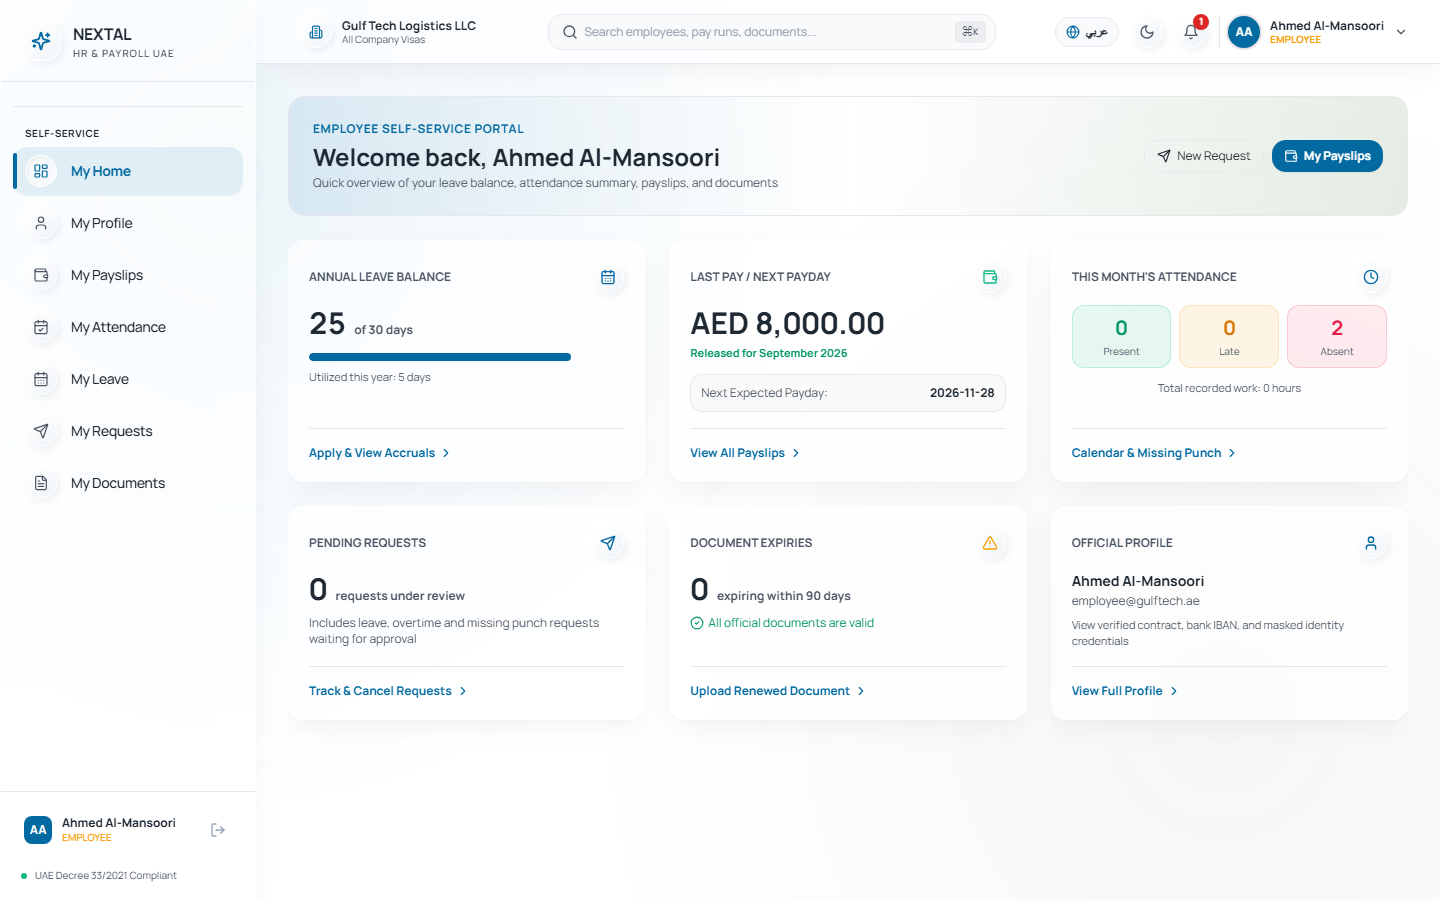 NEXTAL
HR & PAYROLL UAE
Gulf Tech Logistics LLC
All Company Visas
Search employees, pay runs, documents...
⌘K
عربي
1
AA
Ahmed Al-Mansoori
EMPLOYEE
SELF-SERVICE
My Home
My Profile
My Payslips
My Attendance
My Leave
My Requests
My Documents
AA
Ahmed Al-Mansoori
EMPLOYEE
UAE Decree 33/2021 Compliant
EMPLOYEE SELF-SERVICE PORTAL
Welcome back, Ahmed Al-Mansoori
Quick overview of your leave balance, attendance summary, payslips, and documents
New Request
My Payslips
ANNUAL LEAVE BALANCE
25 of 30 days
Utilized this year: 5 days
Apply & View Accruals
LAST PAY / NEXT PAYDAY
AED 8,000.00
Released for September 2026
Next Expected Payday: 2026-11-28
View All Payslips
THIS MONTH'S ATTENDANCE
0 0 2
Present Late Absent
Total recorded work: 0 hours
Calendar & Missing Punch
PENDING REQUESTS
0 requests under review
Includes leave, overtime and missing punch requests
waiting for approval
Track & Cancel Requests
DOCUMENT EXPIRIES
0 expiring within 90 days
All official documents are valid
Upload Renewed Document
OFFICIAL PROFILE
Ahmed Al-Mansoori
employee@gulftech.ae
View verified contract, bank IBAN, and masked identity
credentials
View Full Profile